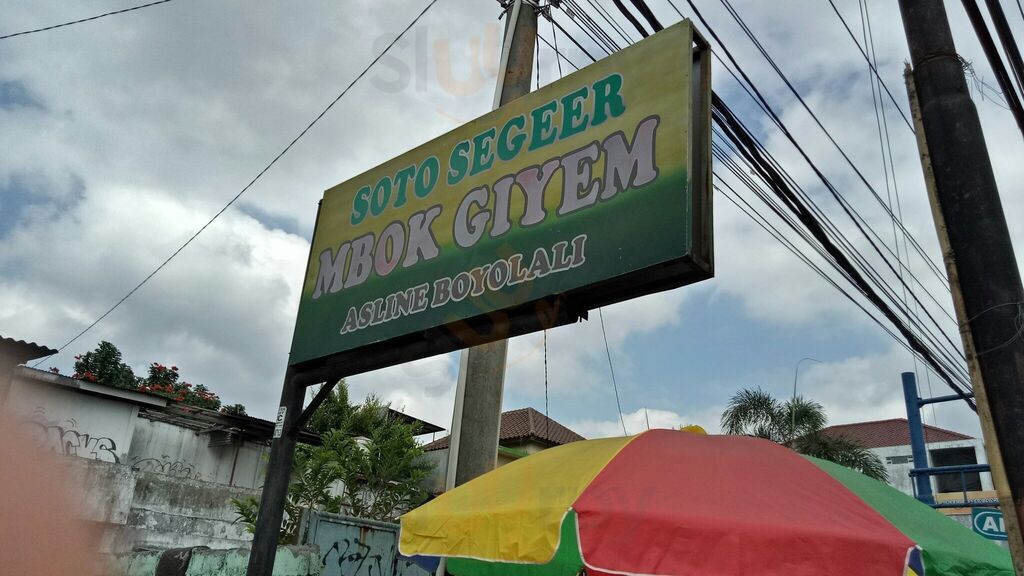 SOTO SEGEER
MBOK GIYEM
ASLINE BOYOLALI